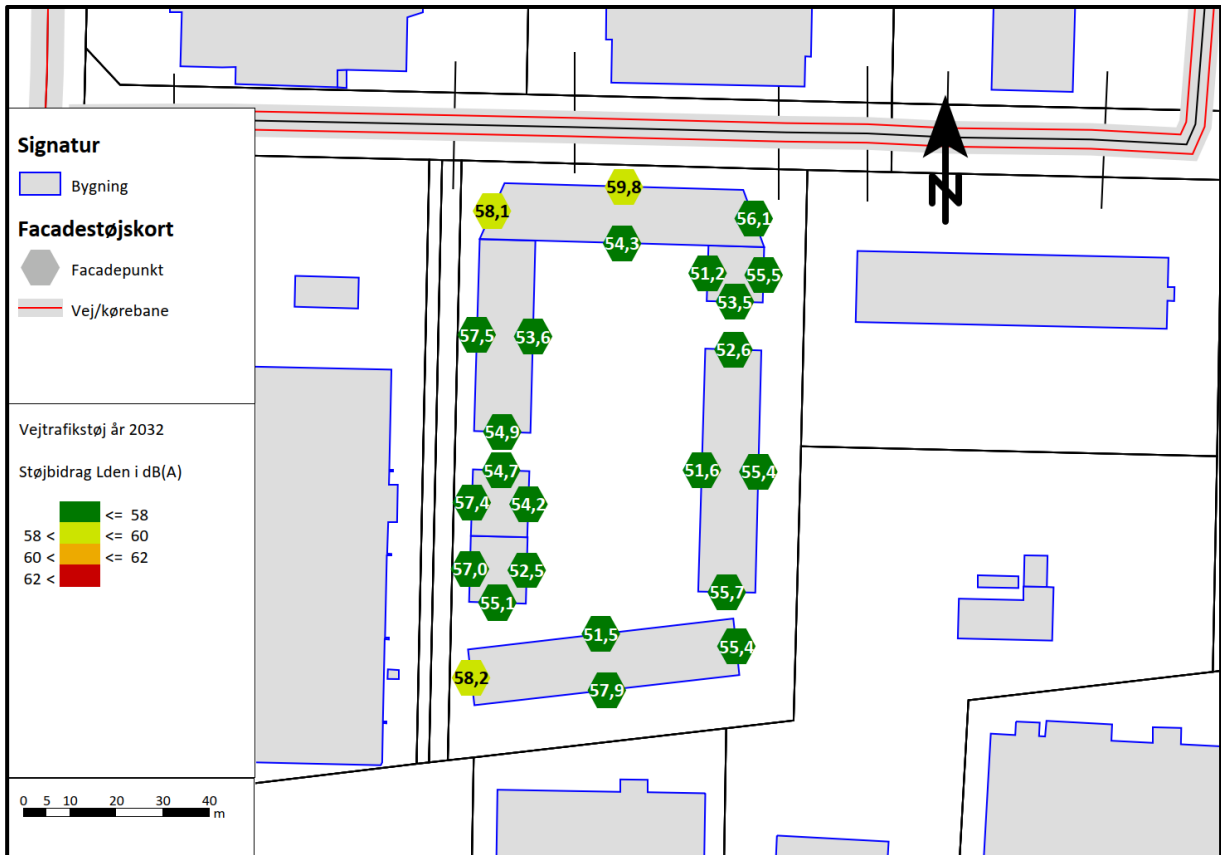 Signatur
Bygning
Facadestøjskort
Facadepunkt
Vej/kørebane
Vejtrafikstøj år 2032
Støjbidrag Lden i dB(A)
<= 58
58 < <= 60
60 < <= 62
62 <
0 5 10 20 30 40
m
N
59,8
58,1
56,1
54,3
51,2 55,5
53,5
57,5 53,6
52,6
54,9
54,7
51,6 55,4
57,4 54,2
57,0 52,5
55,7
55,1
51,5
55,4
58,2
57,9